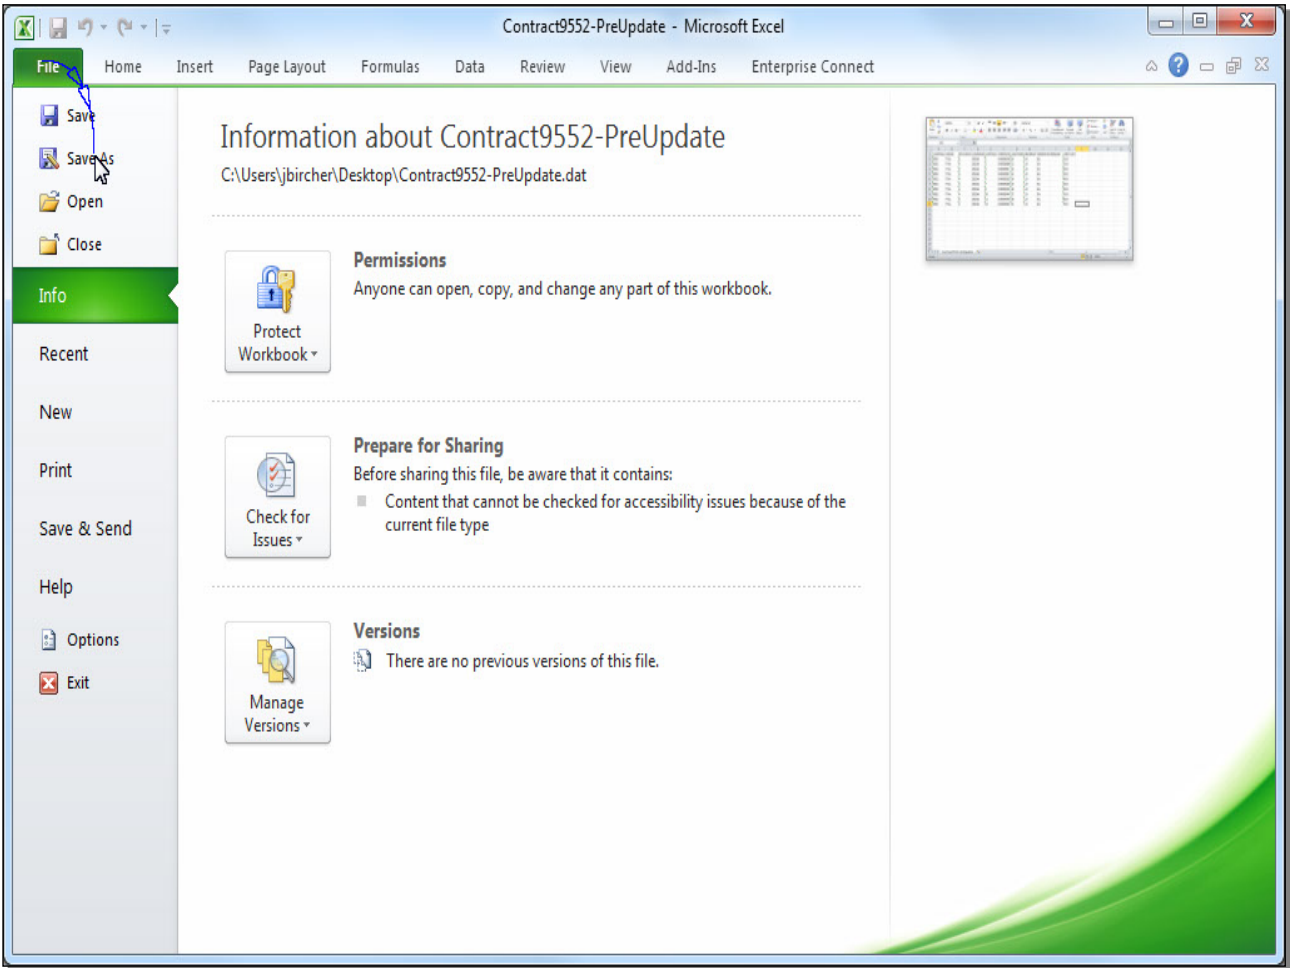 Contract9552-PreUpdate - Microsoft Excel
File Home Insert Page Layout Formulas Data Review View Add-Ins Enterprise Connect
Save
Save As
Open
Close
Info
Recent
New
Print
Save & Send
Help
Options
Exit
Information about Contract9552-PreUpdate
C:\Users\jbircher\Desktop\Contract9552-PreUpdate.dat
Protect
Workbook
Permissions
Anyone can open, copy, and change any part of this workbook.
Check for
Issues
Prepare for Sharing
Before sharing this file, be aware that it contains:
Content that cannot be checked for accessibility issues because of the
current file type
Manage
Versions
Versions
There are no previous versions of this file.